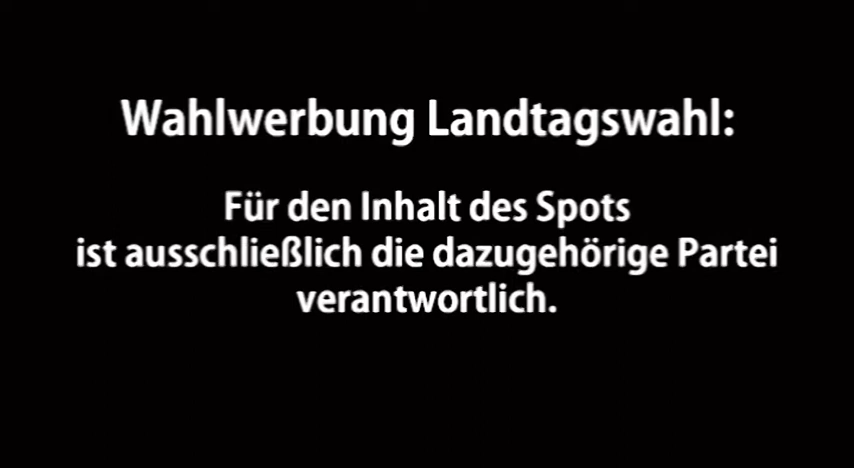 Wahlwerbung Landtagswahl:
Für den Inhalt des Spots
ist ausschließlich die dazugehörige Partei
verantwortlich.